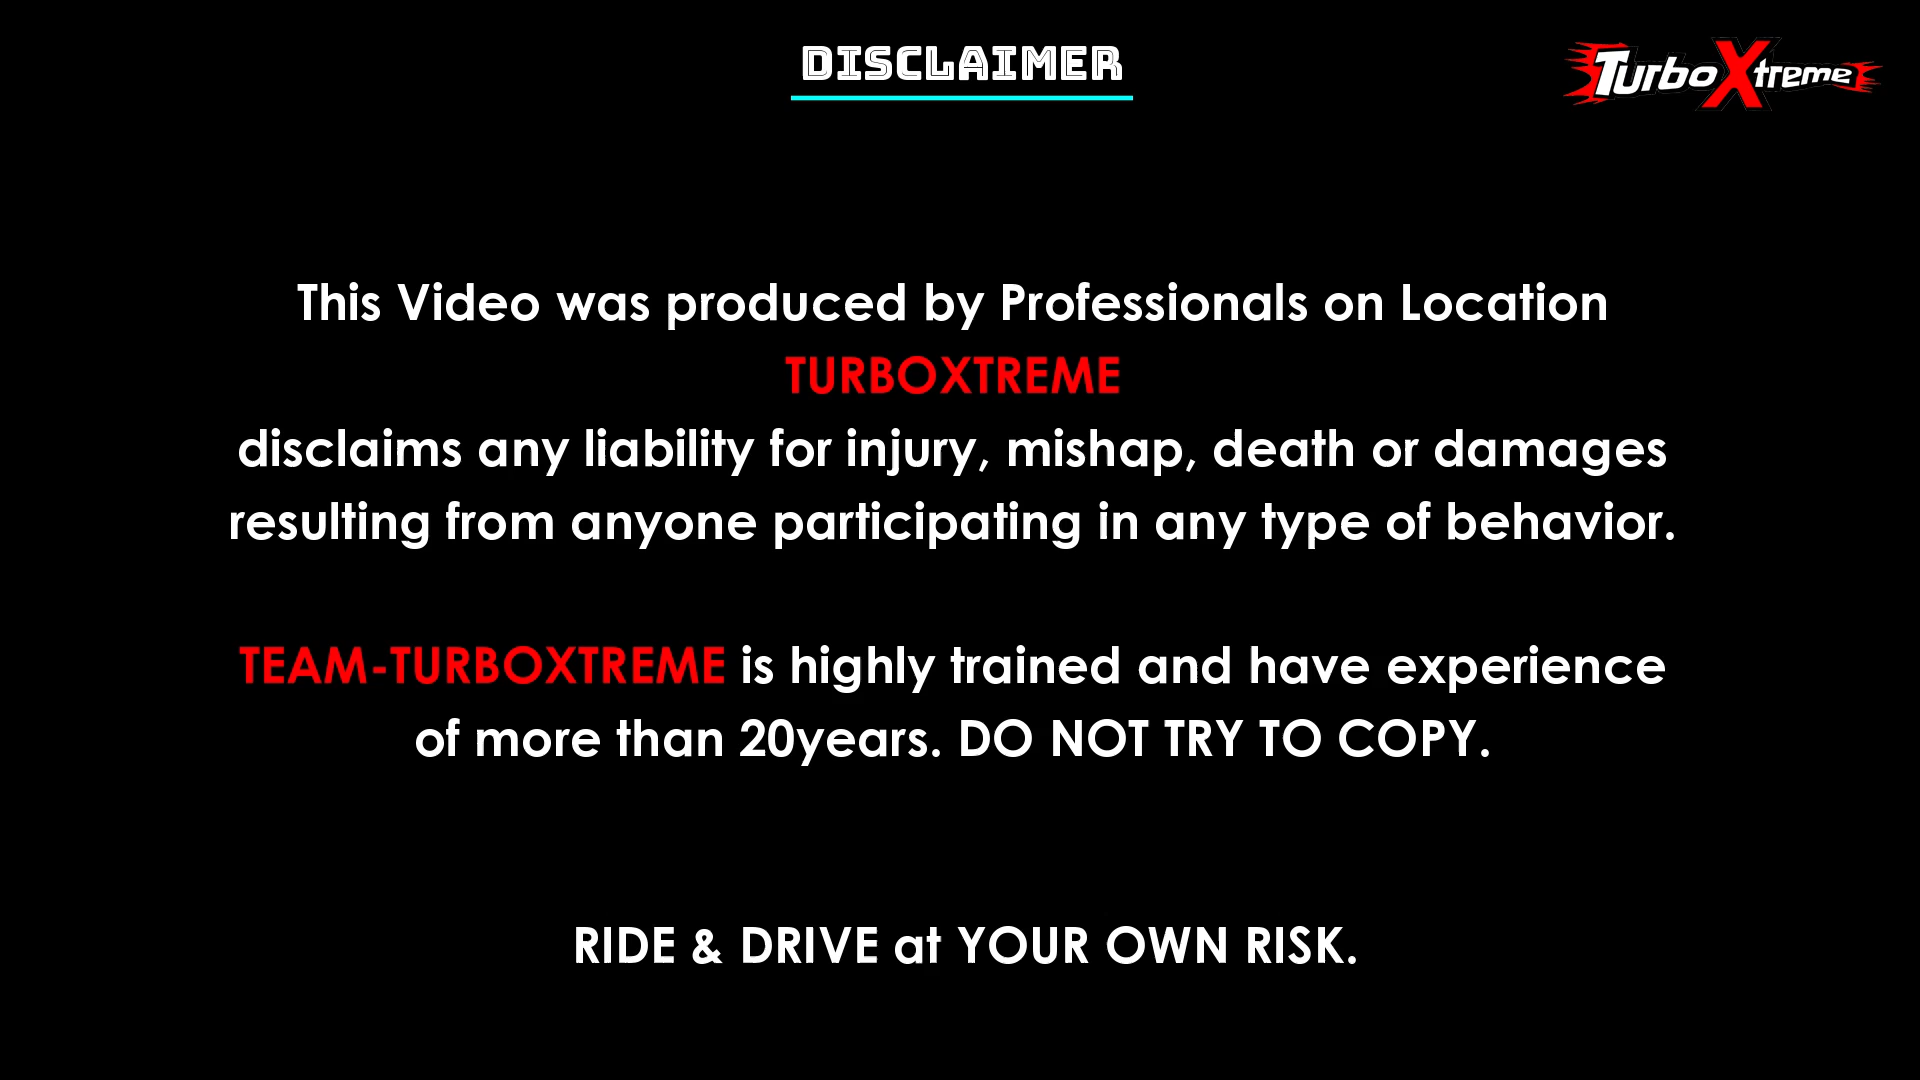 DISCLAIMER
TurboXtreme
This Video was produced by Professionals on Location
TURBOXTREME
disclaims any liability for injury, mishap, death or damages
resulting from anyone participating in any type of behavior.
TEAM-TURBOXTREME is highly trained and have experience
of more than 20years. DO NOT TRY TO COPY.
RIDE & DRIVE at YOUR OWN RISK.